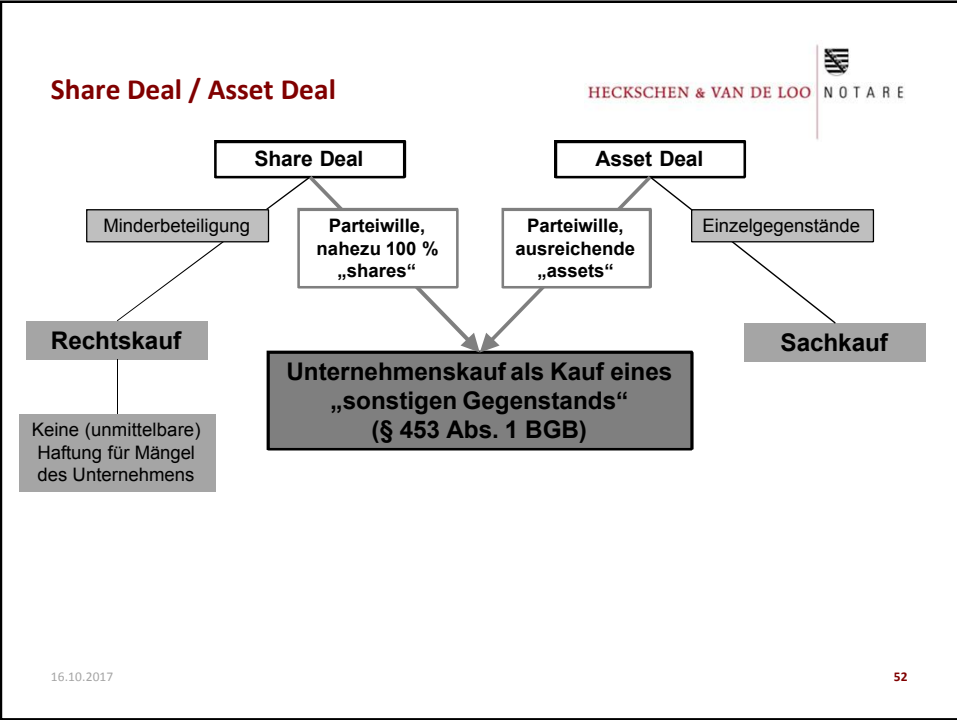 Share Deal / Asset Deal
HECKSCHEN & VAN DE LOO NOTARE
Share Deal
Asset Deal
Minderbeteiligung
Parteiwille,
nahezu 100 %
„shares“
Parteiwille,
ausreichende
„assets“
Einzelgegenstände
Rechtskauf
Sachkauf
Unternehmenskauf als Kauf eines
„sonstigen Gegenstands“
(§ 453 Abs. 1 BGB)
Keine (unmittelbare)
Haftung für Mängel
des Unternehmens
16.10.2017
52